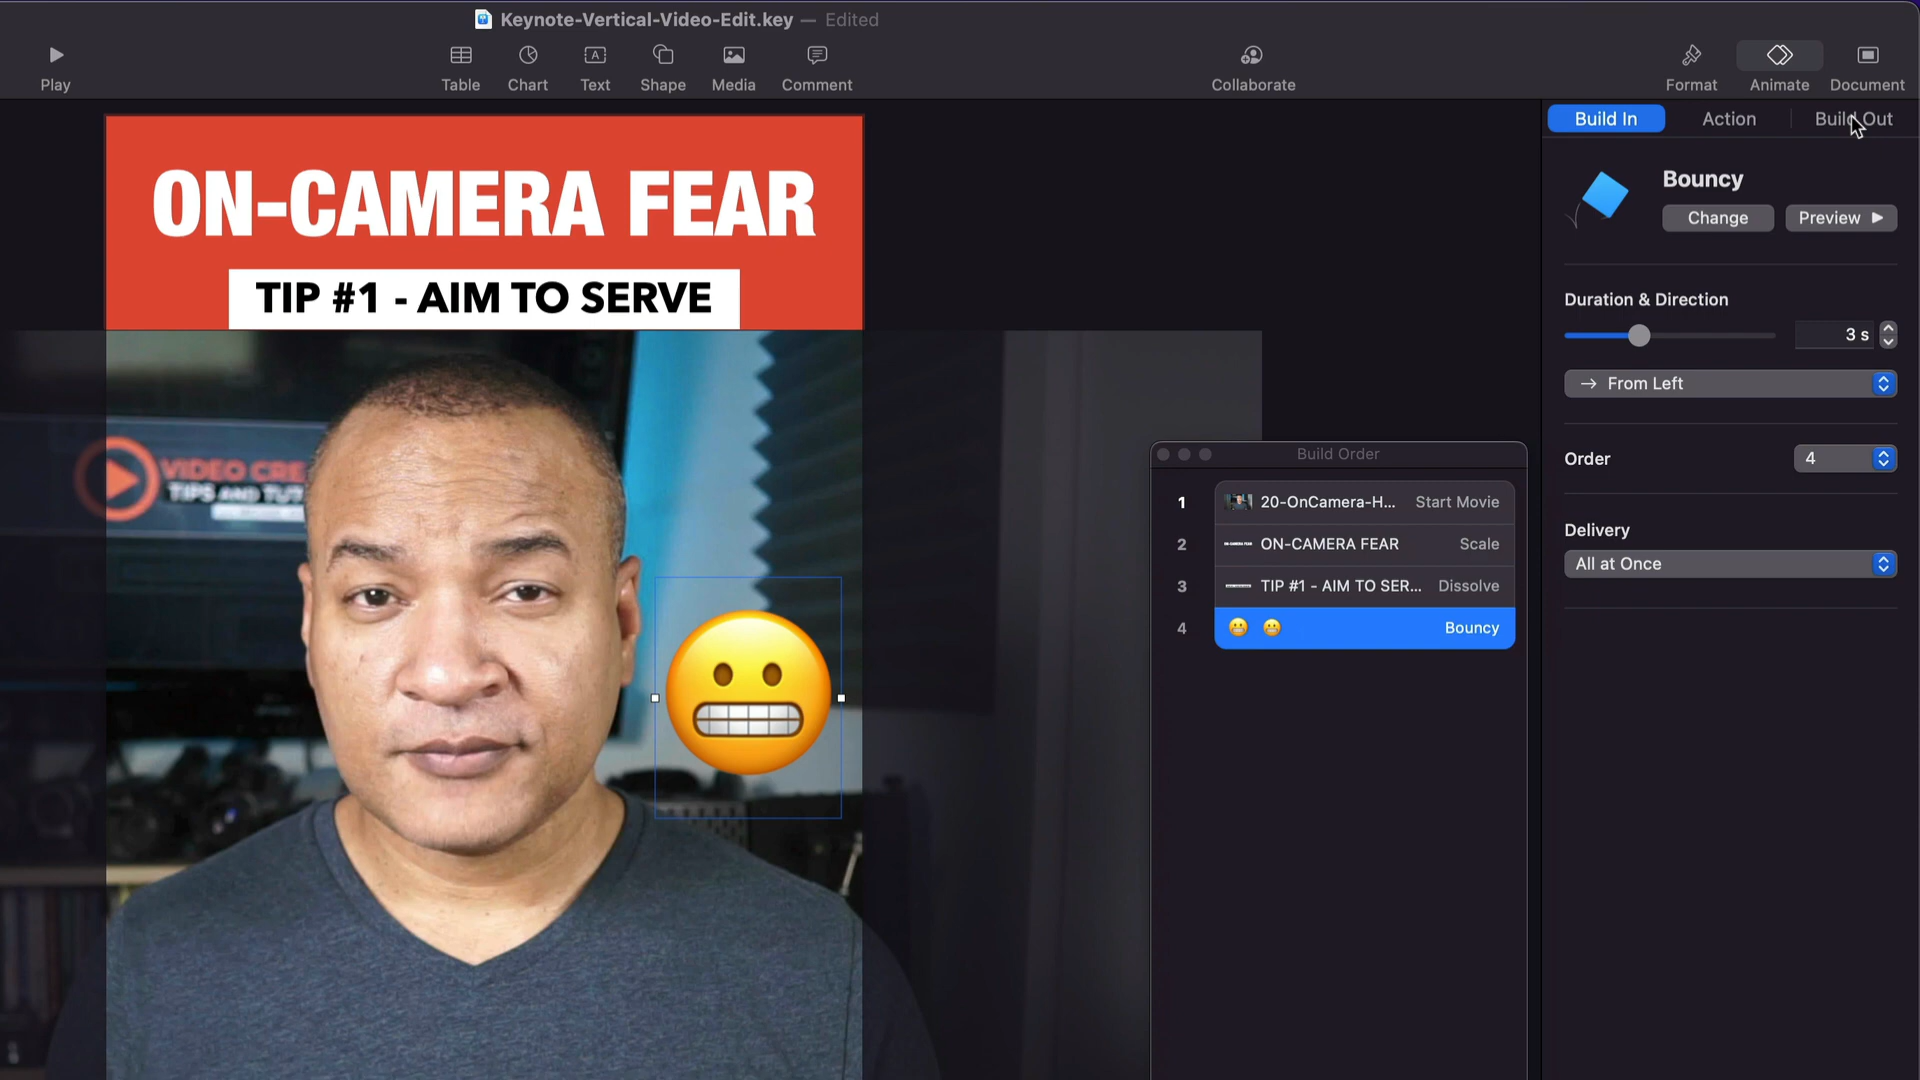 Keynote-Vertical-Video-Edit.key — Edited
Play
Table
Chart
Text
Shape
Media
Comment
Collaborate
Format
Animate
Document
Build In
Action
Build Out
ON-CAMERA FEAR
TIP #1 - AIM TO SERVE
VIDEO CRE
TIPS AND TUT
Bouncy
Change
Preview
Duration & Direction
3 s
→ From Left
Order
4
Delivery
All at Once
Build Order
1 20-OnCamera-H... Start Movie
2 ON-CAMERA FEAR Scale
3 TIP #1 - AIM TO SER... Dissolve
4 😬 😬 Bouncy